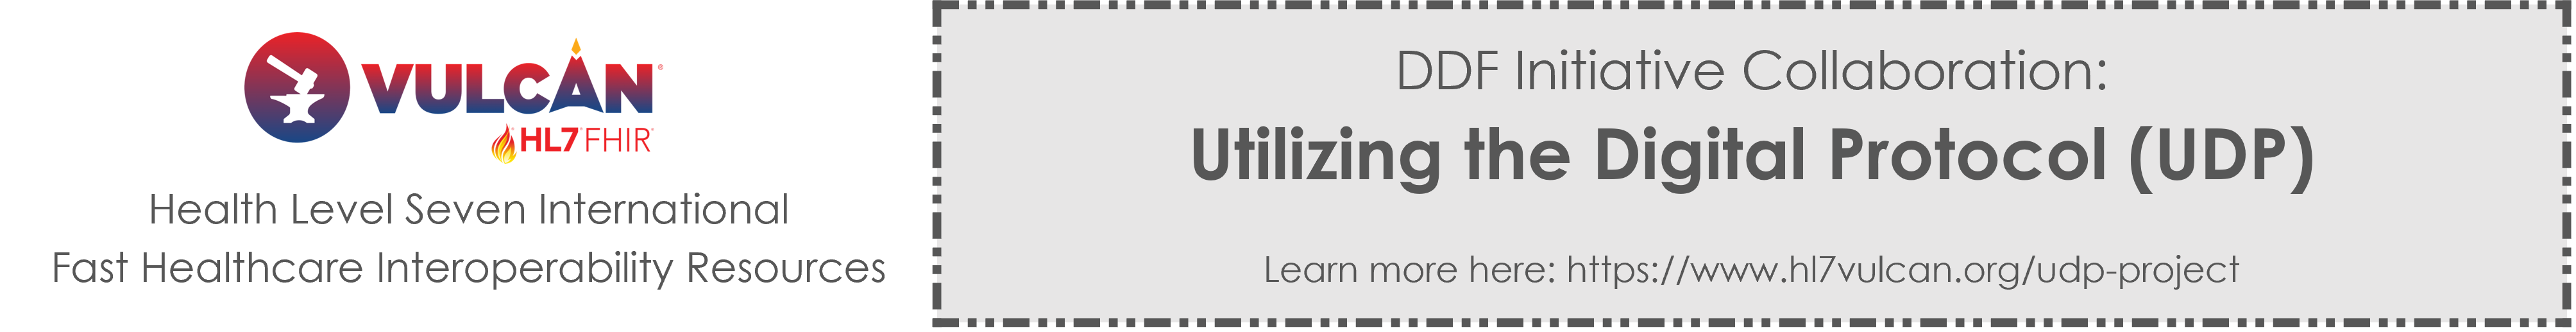 VULCAN®
HL7® FHIR®
Health Level Seven International
Fast Healthcare Interoperability Resources
DDF Initiative Collaboration:
Utilizing the Digital Protocol (UDP)
Learn more here: https://www.hl7vulcan.org/udp-project